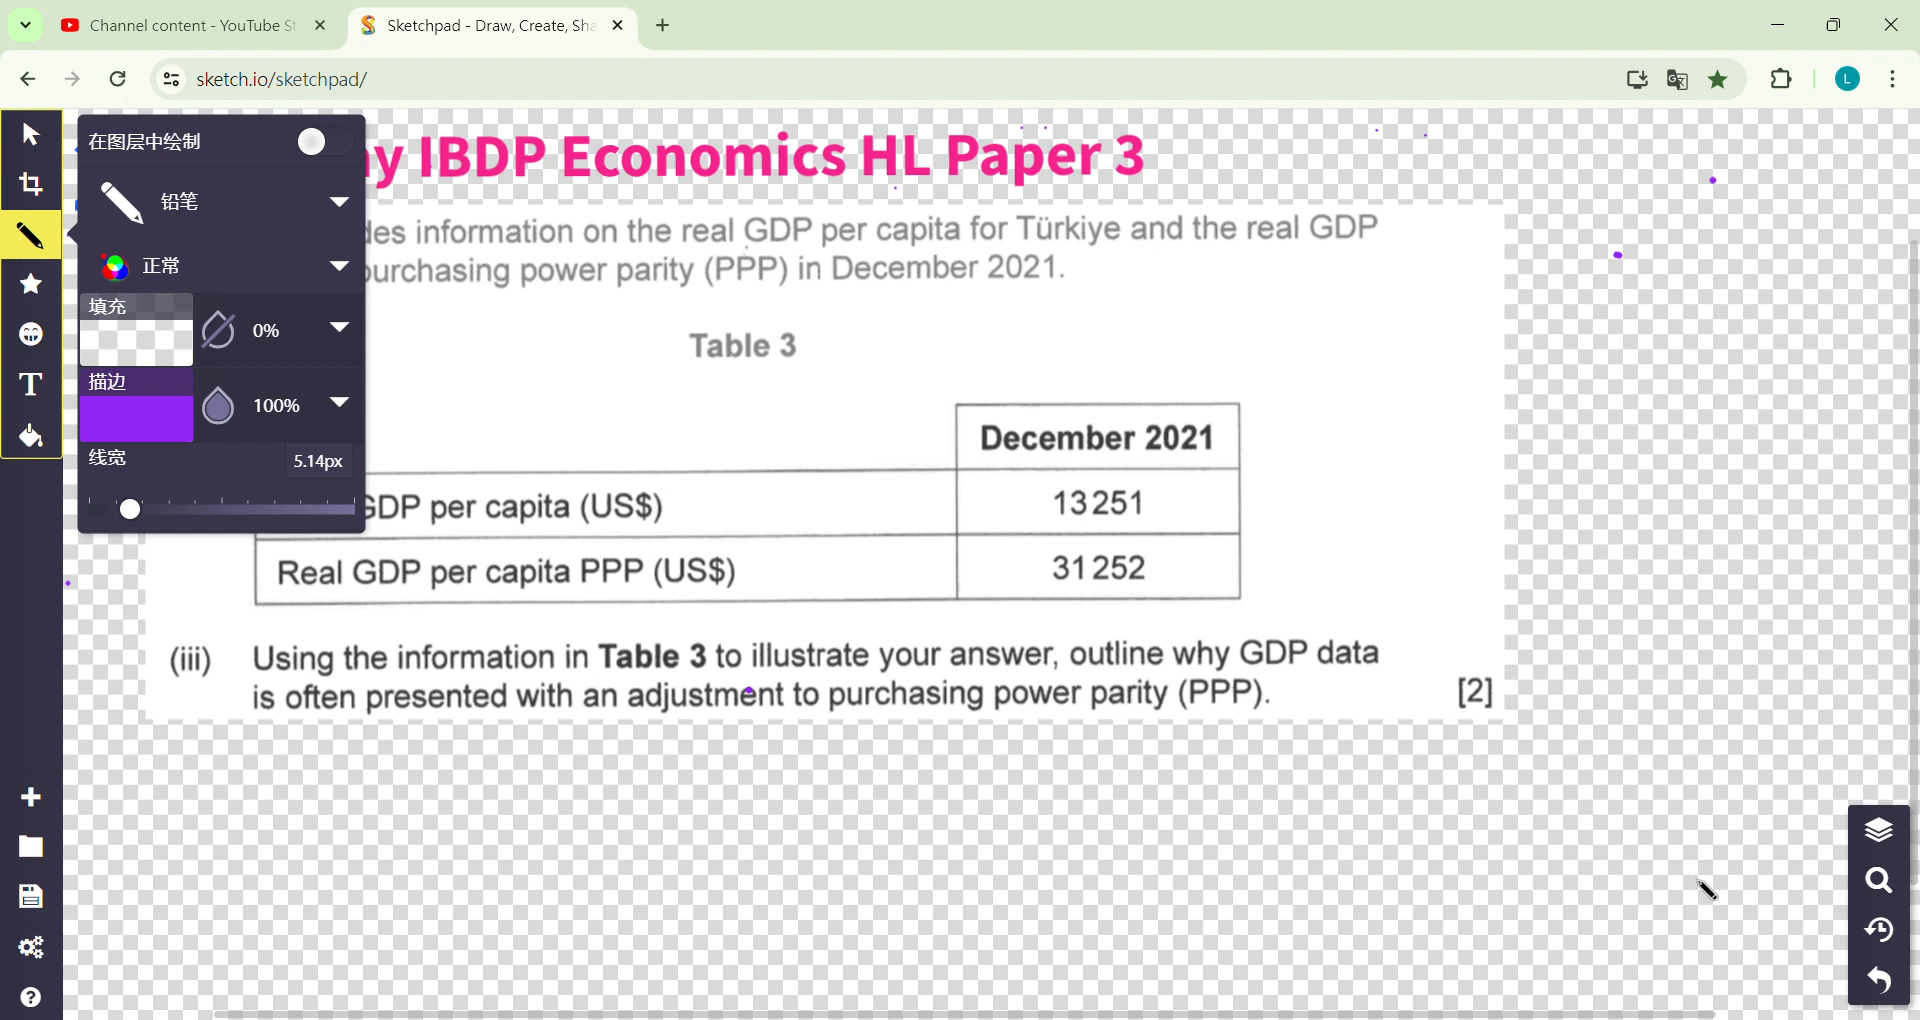 Channel content - YouTube St
Sketchpad - Draw, Create, Sha
sketch.io/sketchpad/
L
在图层中绘制
铅笔
正常
填充
0%
描边
100%
线宽
5.14px
T
y IBDP Economics HL Paper 3
des information on the real GDP per capita for Türkiye and the real GDP
purchasing power parity (PPP) in December 2021.
Table 3
December 2021
GDP per capita (US$) 13 251
Real GDP per capita PPP (US$) 31 252
(iii) Using the information in Table 3 to illustrate your answer, outline why GDP data
is often presented with an adjustment to purchasing power parity (PPP). [2]